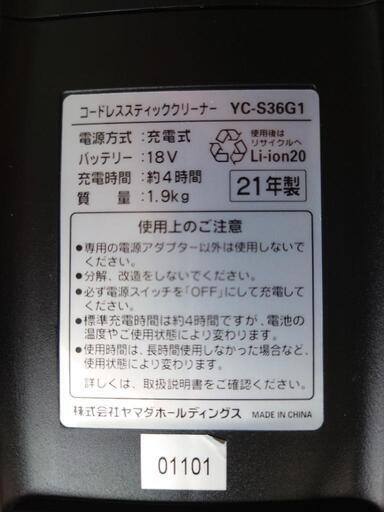 コードレススティッククリーナー YC-S36G1
電源方式：充電式
バッテリー：18V
充電時間：約4時間
質　　量：1.9kg
使用後は
リサイクルへ
Li-ion20
21年製
使用上のご注意
●専用の電源アダプター以外は使用しないで
ください。
●分解、改造をしないでください。
●必ず電源スイッチを「OFF」にして充電して
ください。
●標準充電時間は約4時間ですが、電池の
温度やご使用状態により変わります。
●使用時間は、長時間使用しなかった場合など、
使用状態により変わります。
詳しくは、取扱説明書をご確認ください。
株式会社ヤマダホールディングス MADE IN CHINA
01101